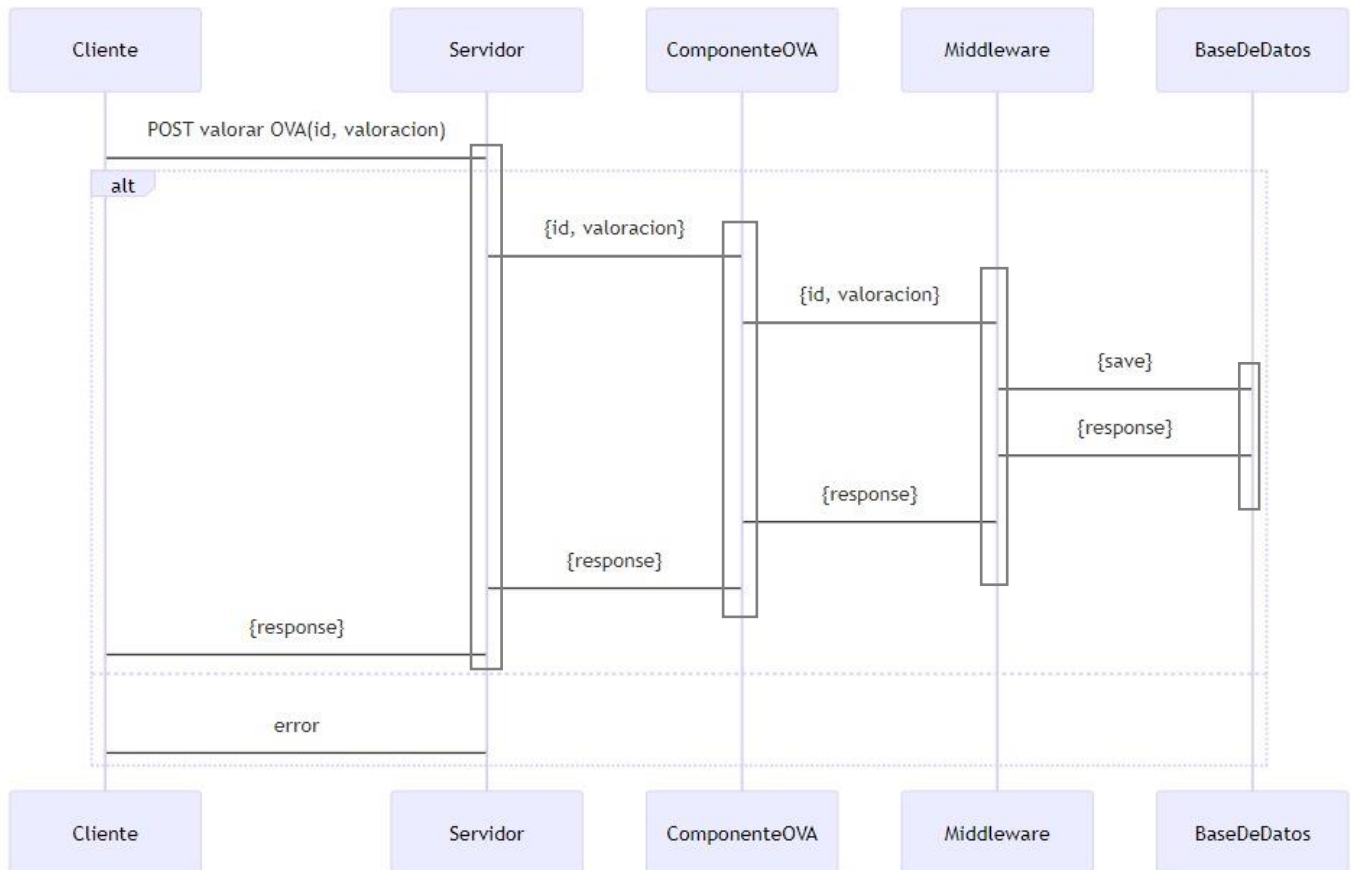 Cliente
Servidor
ComponenteOVA
Middleware
BaseDeDatos
POST valorar OVA(id, valoracion)
alt
{id, valoracion}
{id, valoracion}
{save}
{response}
{response}
{response}
{response}
error
Cliente
Servidor
ComponenteOVA
Middleware
BaseDeDatos